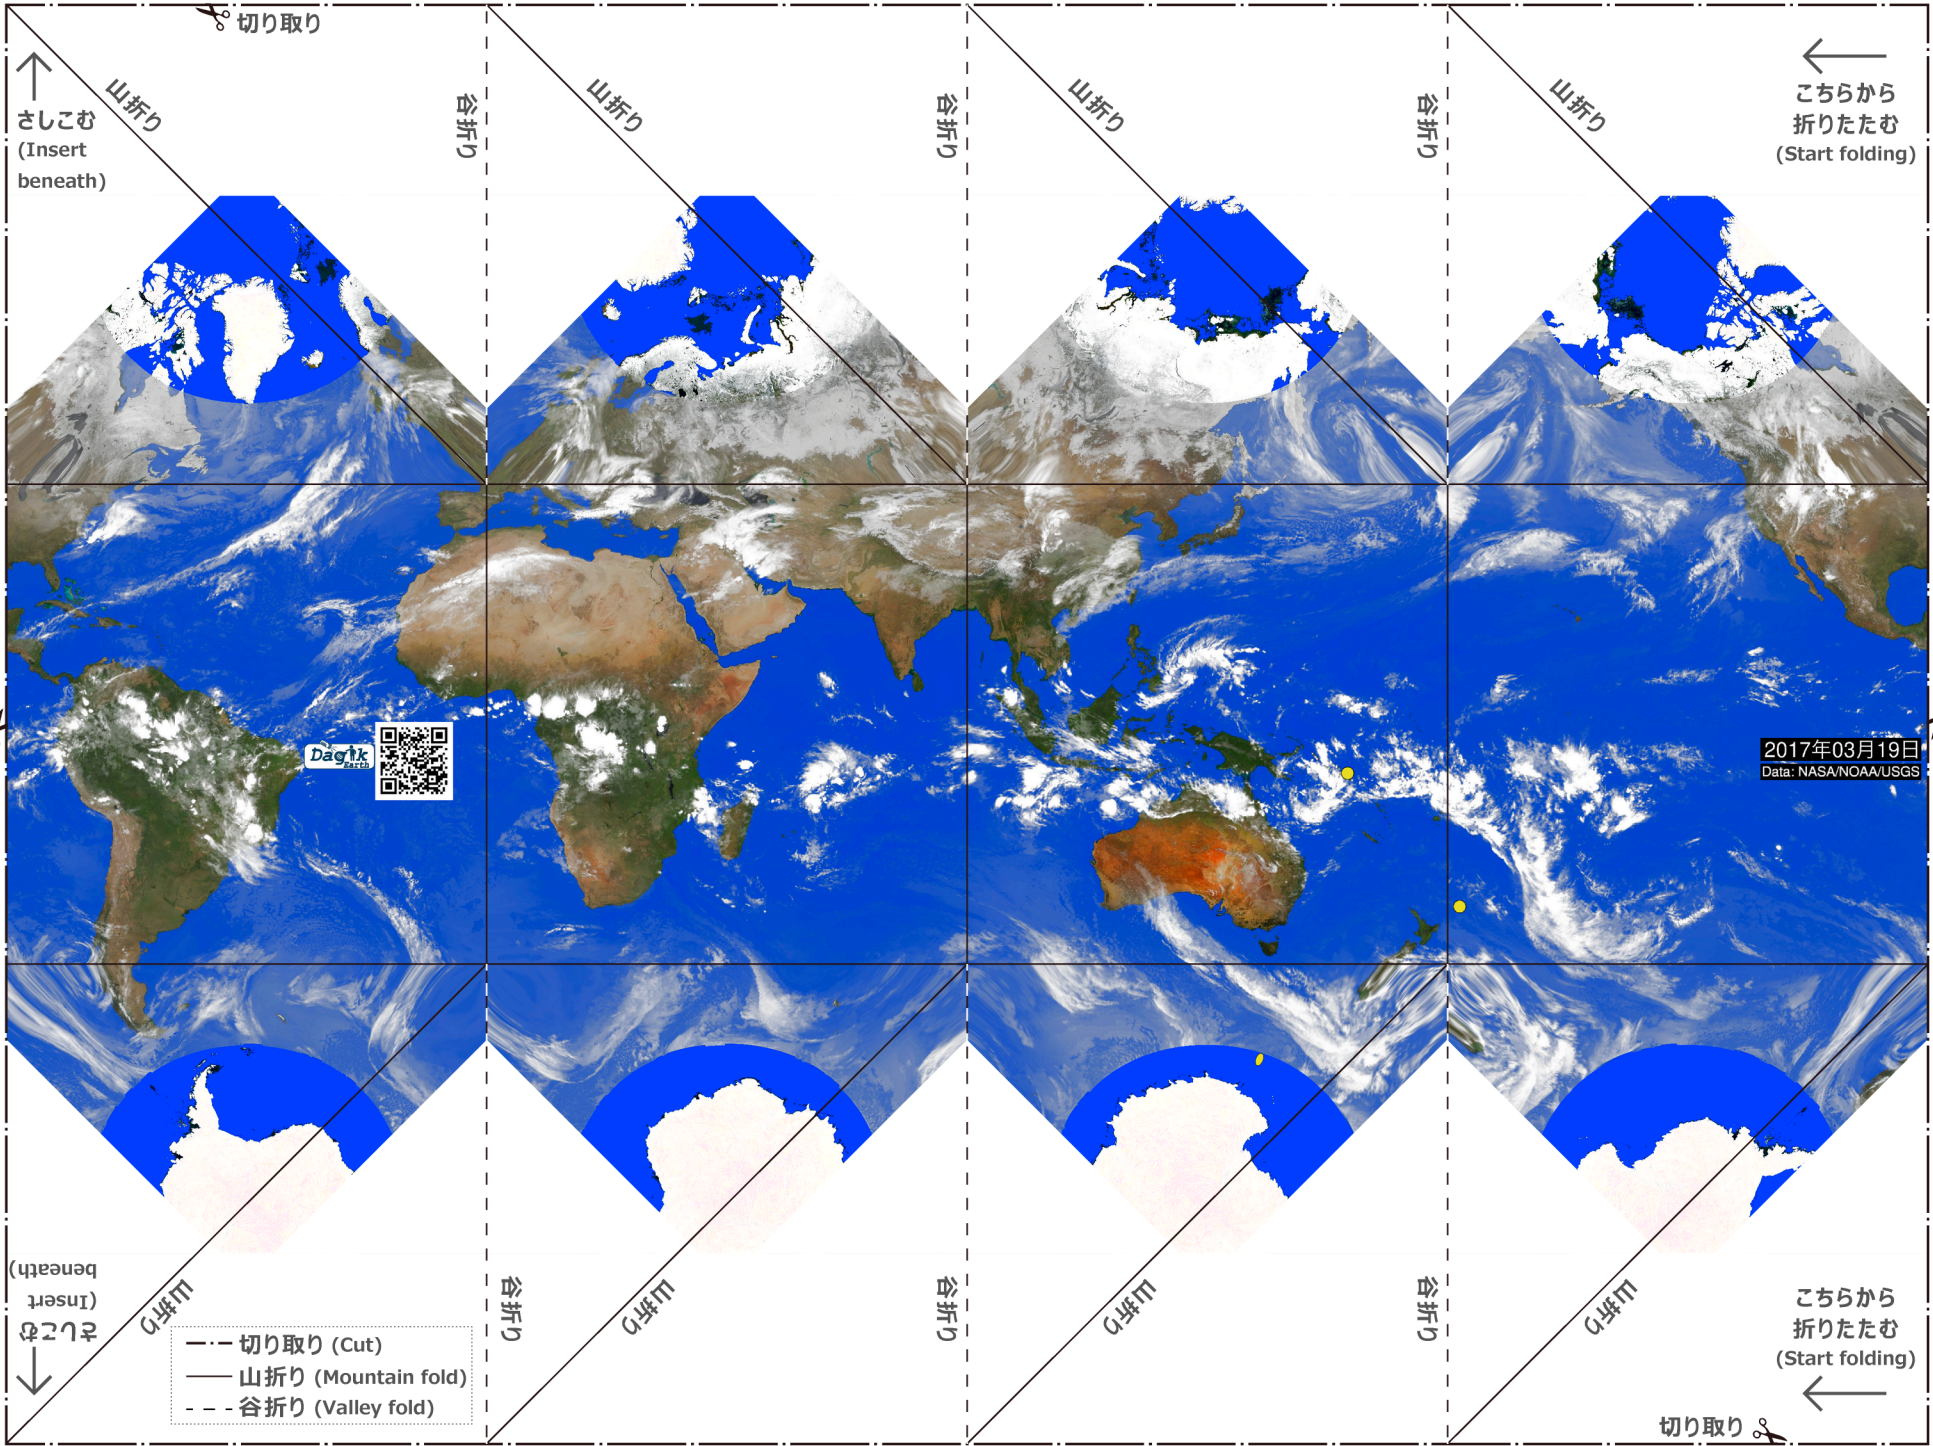 切り取り
さしこむ
(Insert
beneath)
山折り
谷折り
山折り
谷折り
山折り
谷折り
山折り
こちらから
折りたたむ
(Start folding)
Dagik
Earth
2017年03月19日
Data: NASA/NOAA/USGS
さしこむ
(Insert
beneath)
山折り
谷折り
山折り
谷折り
山折り
谷折り
山折り
こちらから
折りたたむ
(Start folding)
切り取り (Cut)
山折り (Mountain fold)
谷折り (Valley fold)
切り取り